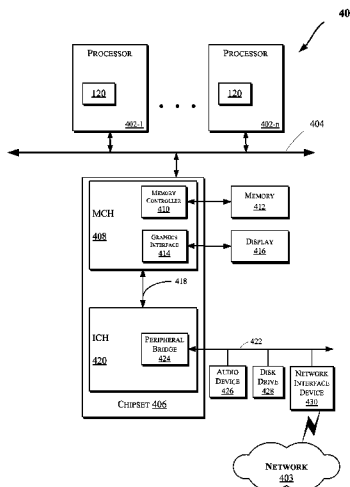 40
PROCESSOR
120
402-1
. . .
PROCESSOR
120
402-n
404
MCH
408
MEMORY
CONTROLLER
410
MEMORY
412
GRAPHICS
INTERFACE
414
DISPLAY
416
418
ICH
420
PERIPHERAL
BRIDGE
424
422
AUDIO
DEVICE
426
DISK
DRIVE
428
NETWORK
INTERFACE
DEVICE
430
CHIPSET 406
NETWORK
403